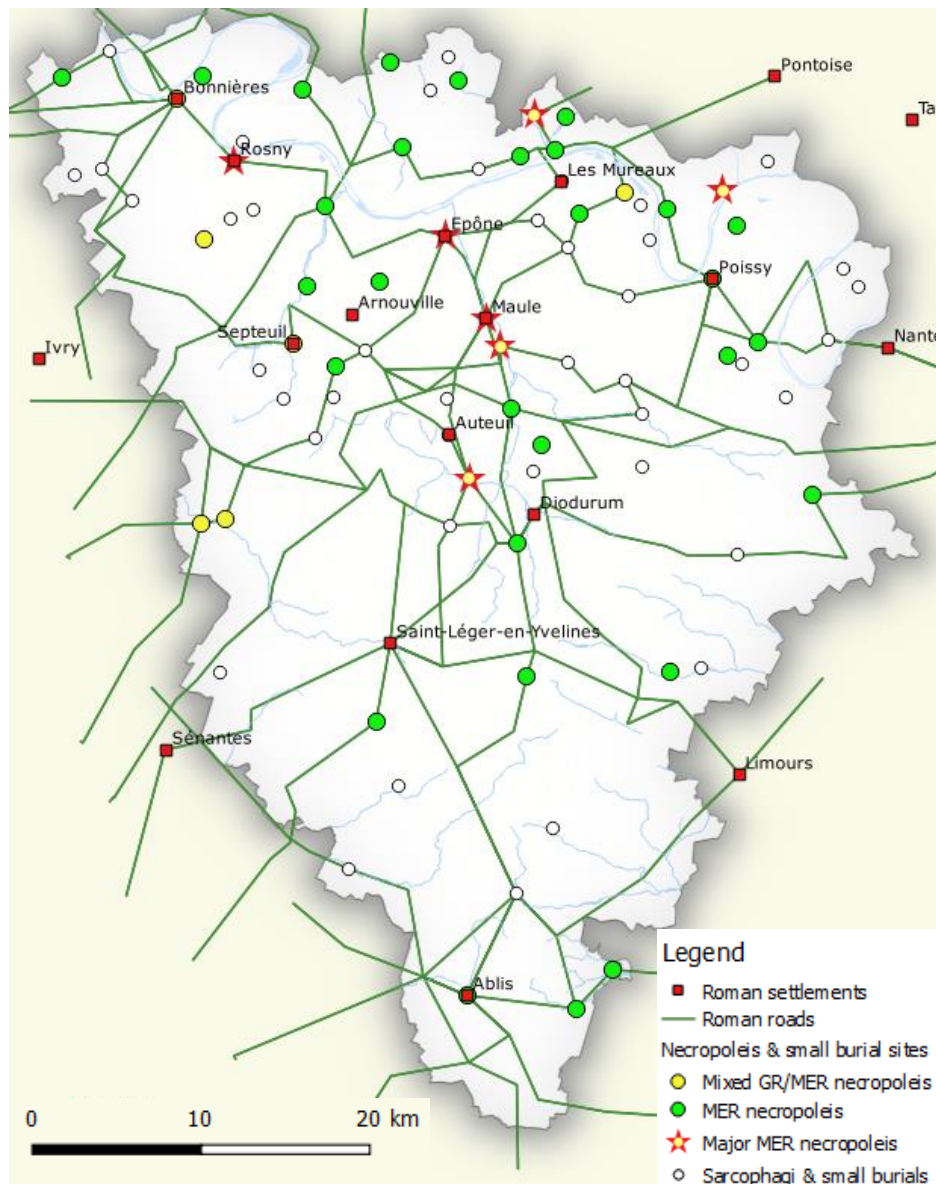 Pontoise
Bonnières
Ta
Rosny
Les Mureaux
Epône
Poissy
Maule
Arnouville
Septeuil
Ivry
Nante
Auteuil
Diodurum
Saint-Léger-en-Yvelines
Sénantes
Limours
Ablis
Legend
Roman settlements
Roman roads
Necropoleis & small burial sites
Mixed GR/MER necropoleis
MER necropoleis
Major MER necropoleis
Sarcophagi & small burials
0 10 20 km